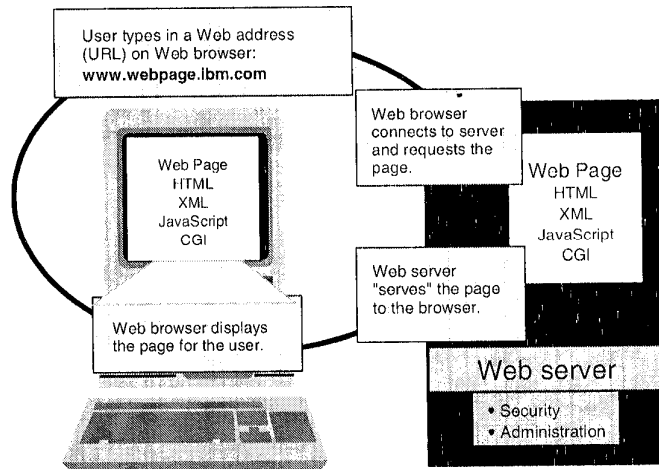 User types in a Web address
(URL) on Web browser:
www.webpage.ibm.com
Web browser
connects to server
and requests the
page.
Web Page
HTML
XML
JavaScript
CGI
Web Page
HTML
XML
JavaScript
CGI
Web server
"serves" the page
to the browser.
Web browser displays
the page for the user.
Web server
• Security
• Administration